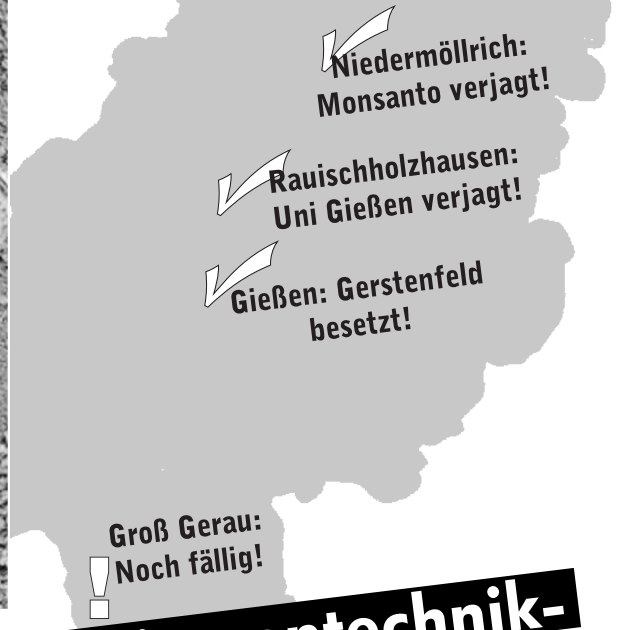 Niedermöllrich:
Monsanto verjagt!
Rauischholzhausen:
Uni Gießen verjagt!
Gießen: Gerstenfeld
besetzt!
Groß Gerau:
Noch fällig!
!